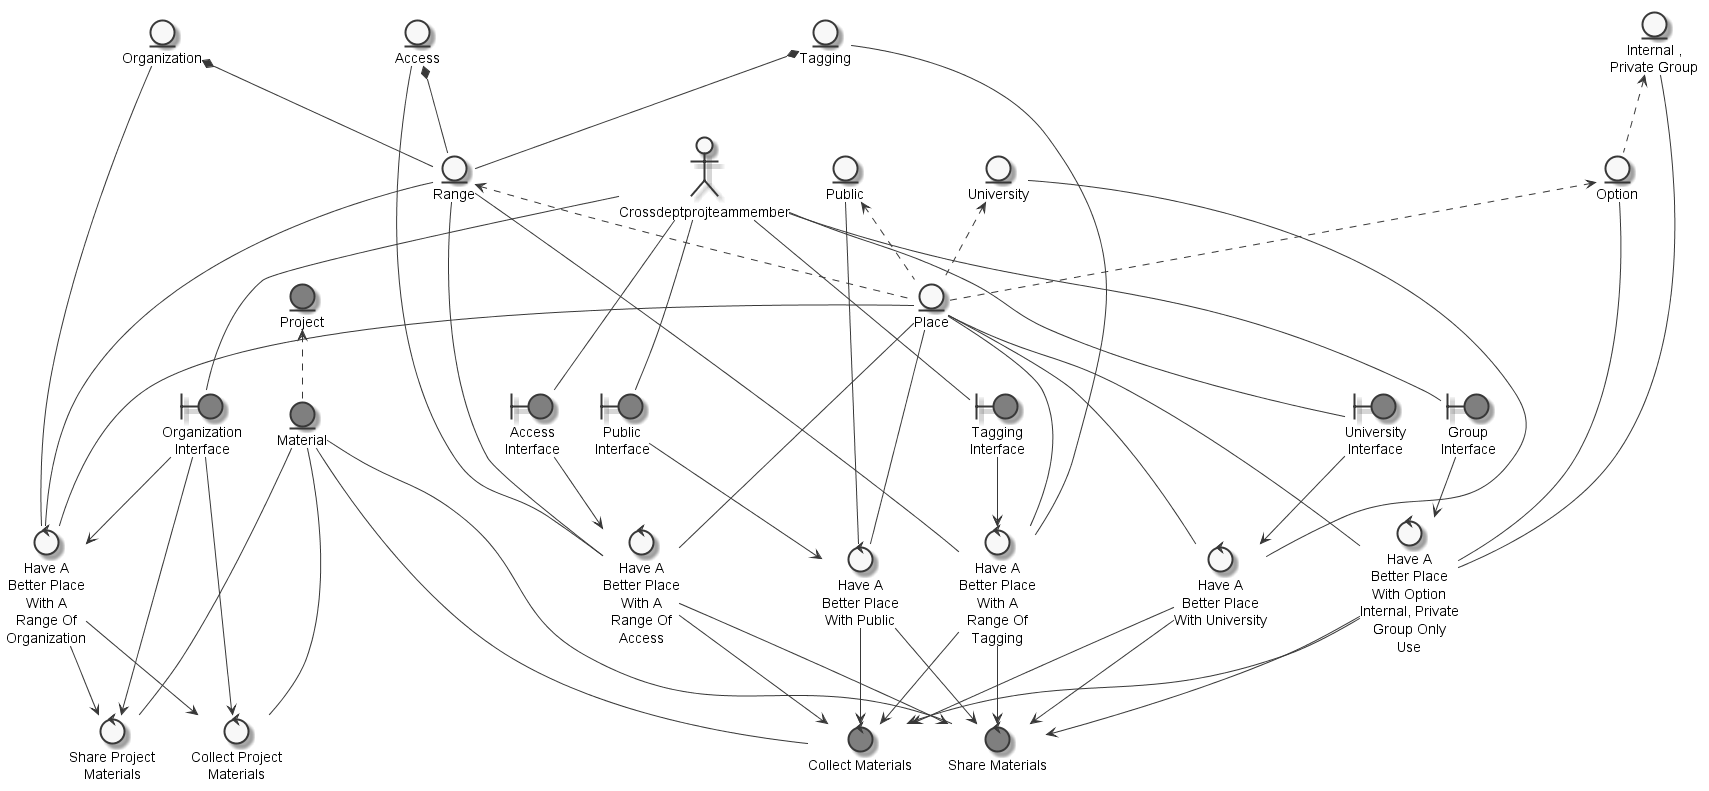 Organization
Access
Tagging
Internal ,
Private Group
Range
Crossdeptprojteammember
Public
University
Option
Project
Place
Organization
Interface
Material
Access
Interface
Public
Interface
Tagging
Interface
University
Interface
Group
Interface
Have A
Better Place
With A
Range Of
Organization
Have A
Better Place
With A
Range Of
Access
Have A
Better Place
With Public
Have A
Better Place
With A
Range Of
Tagging
Have A
Better Place
With University
Have A
Better Place
With Option
Internal, Private
Group Only
Use
Share Project
Materials
Collect Project
Materials
Collect Materials
Share Materials